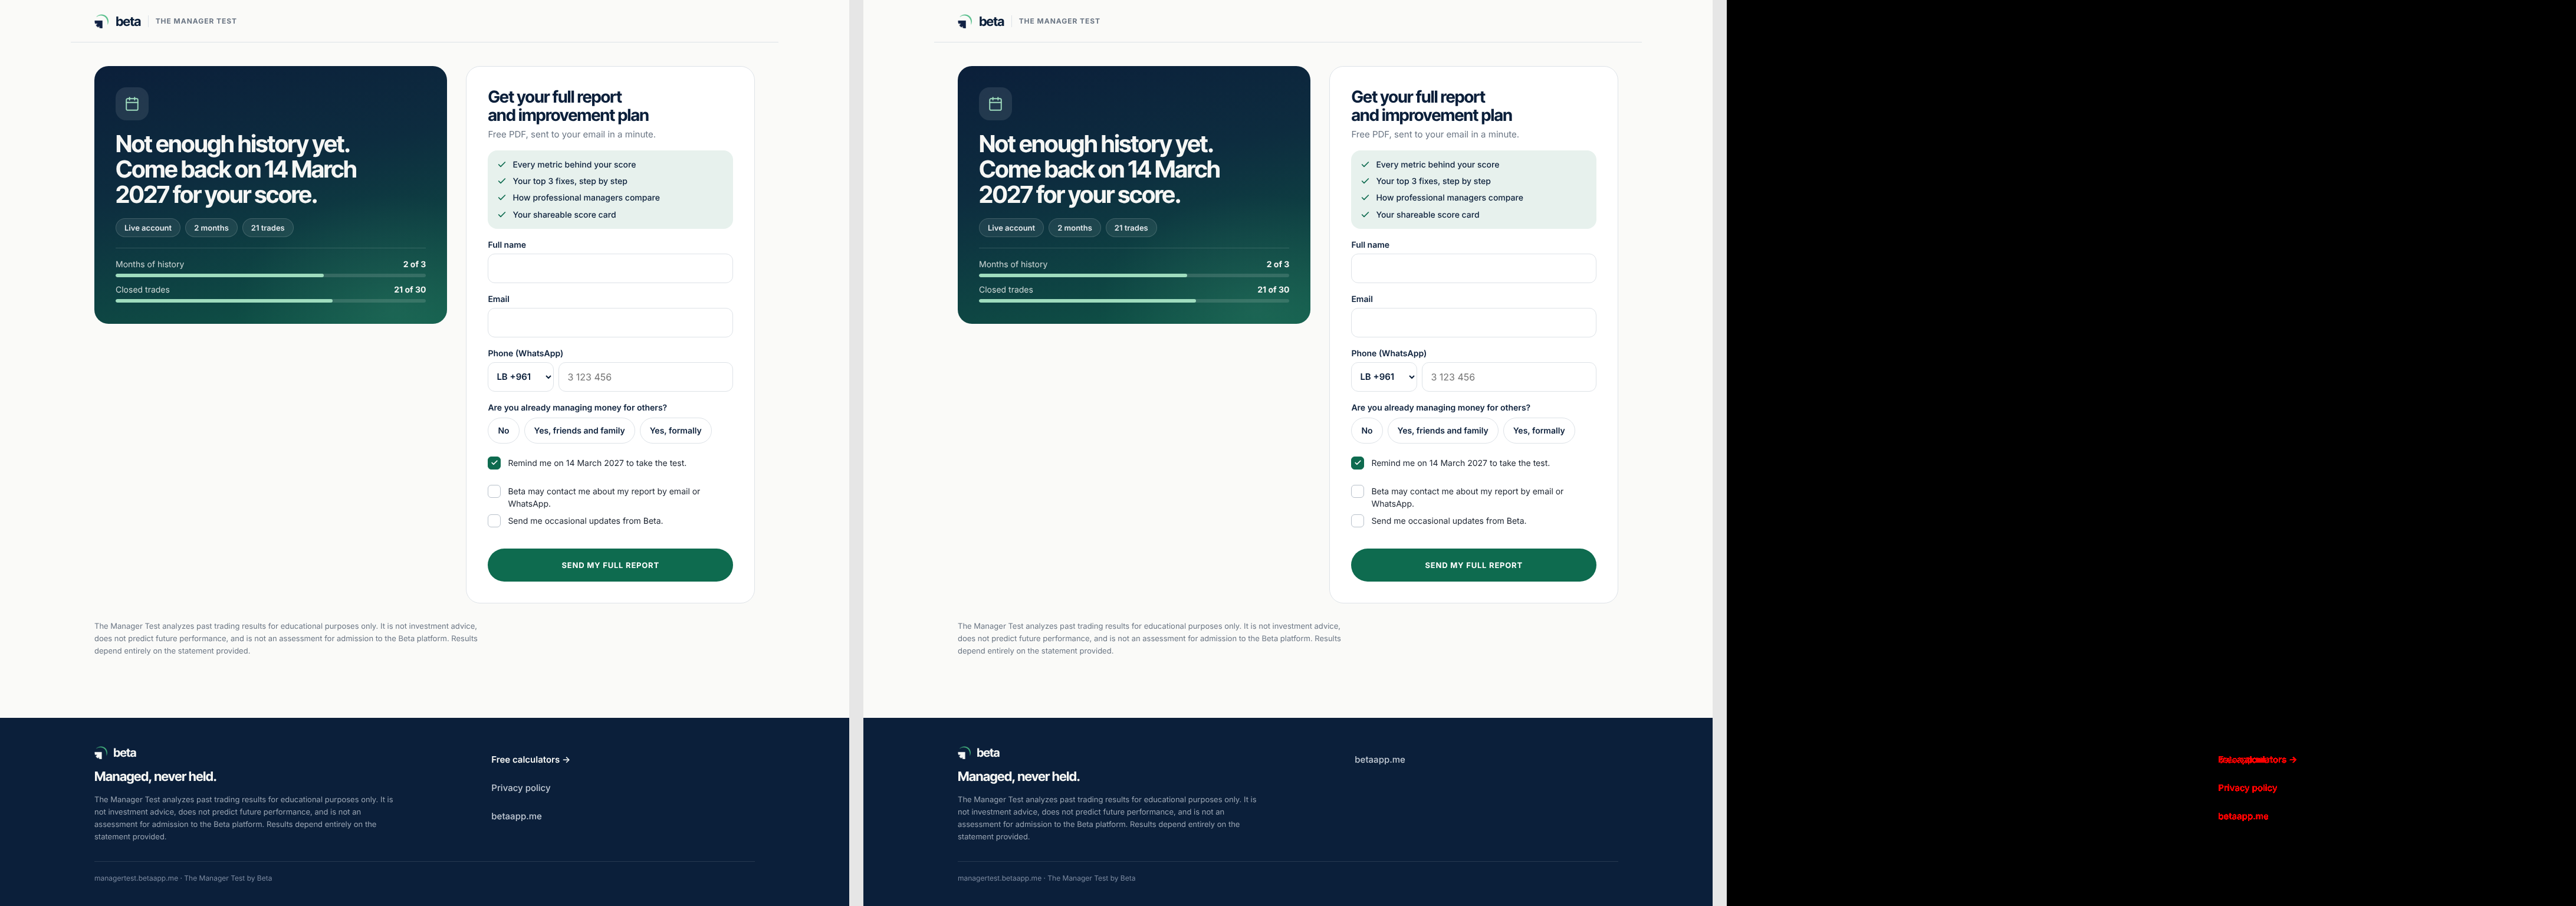 beta
THE MANAGER TEST
Not enough history yet.
Come back on 14 March
2027 for your score.
Live account
2 months
21 trades
Months of history
2 of 3
Closed trades
21 of 30
Get your full report
and improvement plan
Free PDF, sent to your email in a minute.
Every metric behind your score
Your top 3 fixes, step by step
How professional managers compare
Your shareable score card
Full name
Email
Phone (WhatsApp)
LB +961
3 123 456
Are you already managing money for others?
No
Yes, friends and family
Yes, formally
Remind me on 14 March 2027 to take the test.
Beta may contact me about my report by email or
WhatsApp.
Send me occasional updates from Beta.
SEND MY FULL REPORT
The Manager Test analyzes past trading results for educational purposes only. It is not investment advice,
does not predict future performance, and is not an assessment for admission to the Beta platform. Results
depend entirely on the statement provided.
beta
Managed, never held.
The Manager Test analyzes past trading results for educational purposes only. It is
not investment advice, does not predict future performance, and is not an
assessment for admission to the Beta platform. Results depend entirely on the
statement provided.
Free calculators →
Privacy policy
betaapp.me
managertest.betaapp.me · The Manager Test by Beta
beta
THE MANAGER TEST
Not enough history yet.
Come back on 14 March
2027 for your score.
Live account
2 months
21 trades
Months of history
2 of 3
Closed trades
21 of 30
Get your full report
and improvement plan
Free PDF, sent to your email in a minute.
Every metric behind your score
Your top 3 fixes, step by step
How professional managers compare
Your shareable score card
Full name
Email
Phone (WhatsApp)
LB +961
3 123 456
Are you already managing money for others?
No
Yes, friends and family
Yes, formally
Remind me on 14 March 2027 to take the test.
Beta may contact me about my report by email or
WhatsApp.
Send me occasional updates from Beta.
SEND MY FULL REPORT
The Manager Test analyzes past trading results for educational purposes only. It is not investment advice,
does not predict future performance, and is not an assessment for admission to the Beta platform. Results
depend entirely on the statement provided.
beta
Managed, never held.
The Manager Test analyzes past trading results for educational purposes only. It is
not investment advice, does not predict future performance, and is not an
assessment for admission to the Beta platform. Results depend entirely on the
statement provided.
betaapp.me
managertest.betaapp.me · The Manager Test by Beta
Privacy policy
betaapp.me